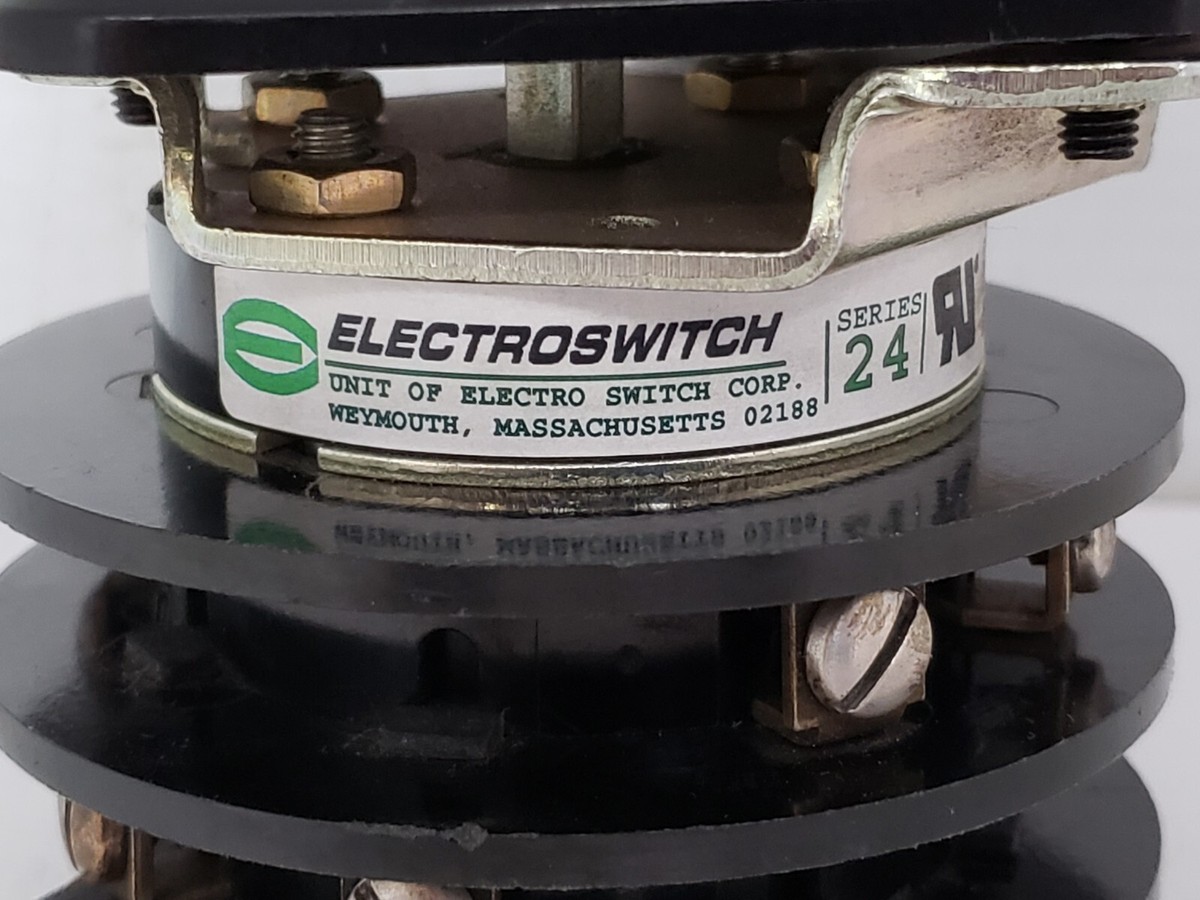 ELECTROSWITCH
UNIT OF ELECTRO SWITCH CORP.
WEYMOUTH, MASSACHUSETTS 02188
SERIES
24